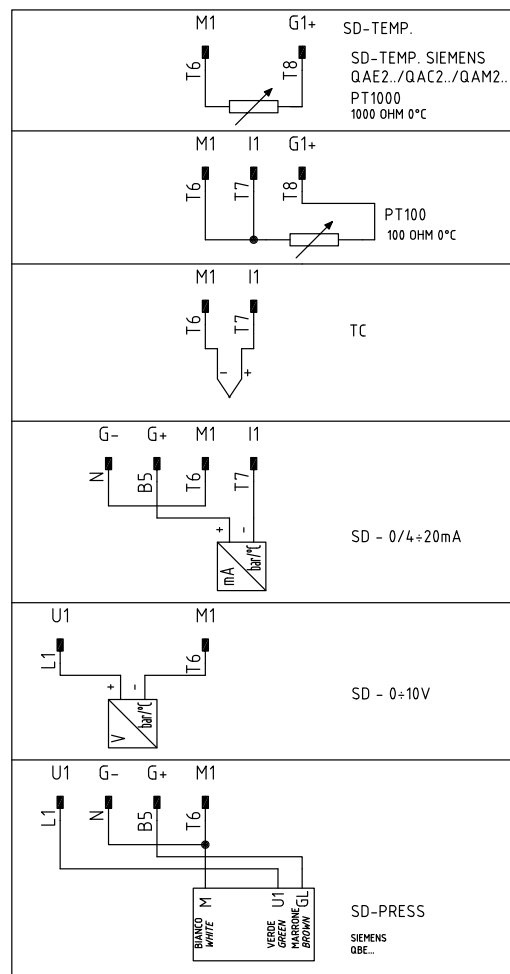 M1 G1+ SD-TEMP.
T6 T8
SD-TEMP. SIEMENS
QAE2../QAC2../QAM2..
PT1000
1000 OHM 0°C
M1 I1 G1+
T6 T7 T8
PT100
100 OHM 0°C
M1 I1
T6 T7
TC
- +
G- G+ M1 I1
N B5 T6 T7
+ -
mA bar/°C
SD - 0/4÷20mA
U1 M1
L1 T6
+ -
V bar/°C
SD - 0÷10V
U1 G- G+ M1
L1 N B5 T6
M U1 GL
BIANCO VERDE MARRONE
WHITE GREEN BROWN
SD-PRESS
SIEMENS
QBE...